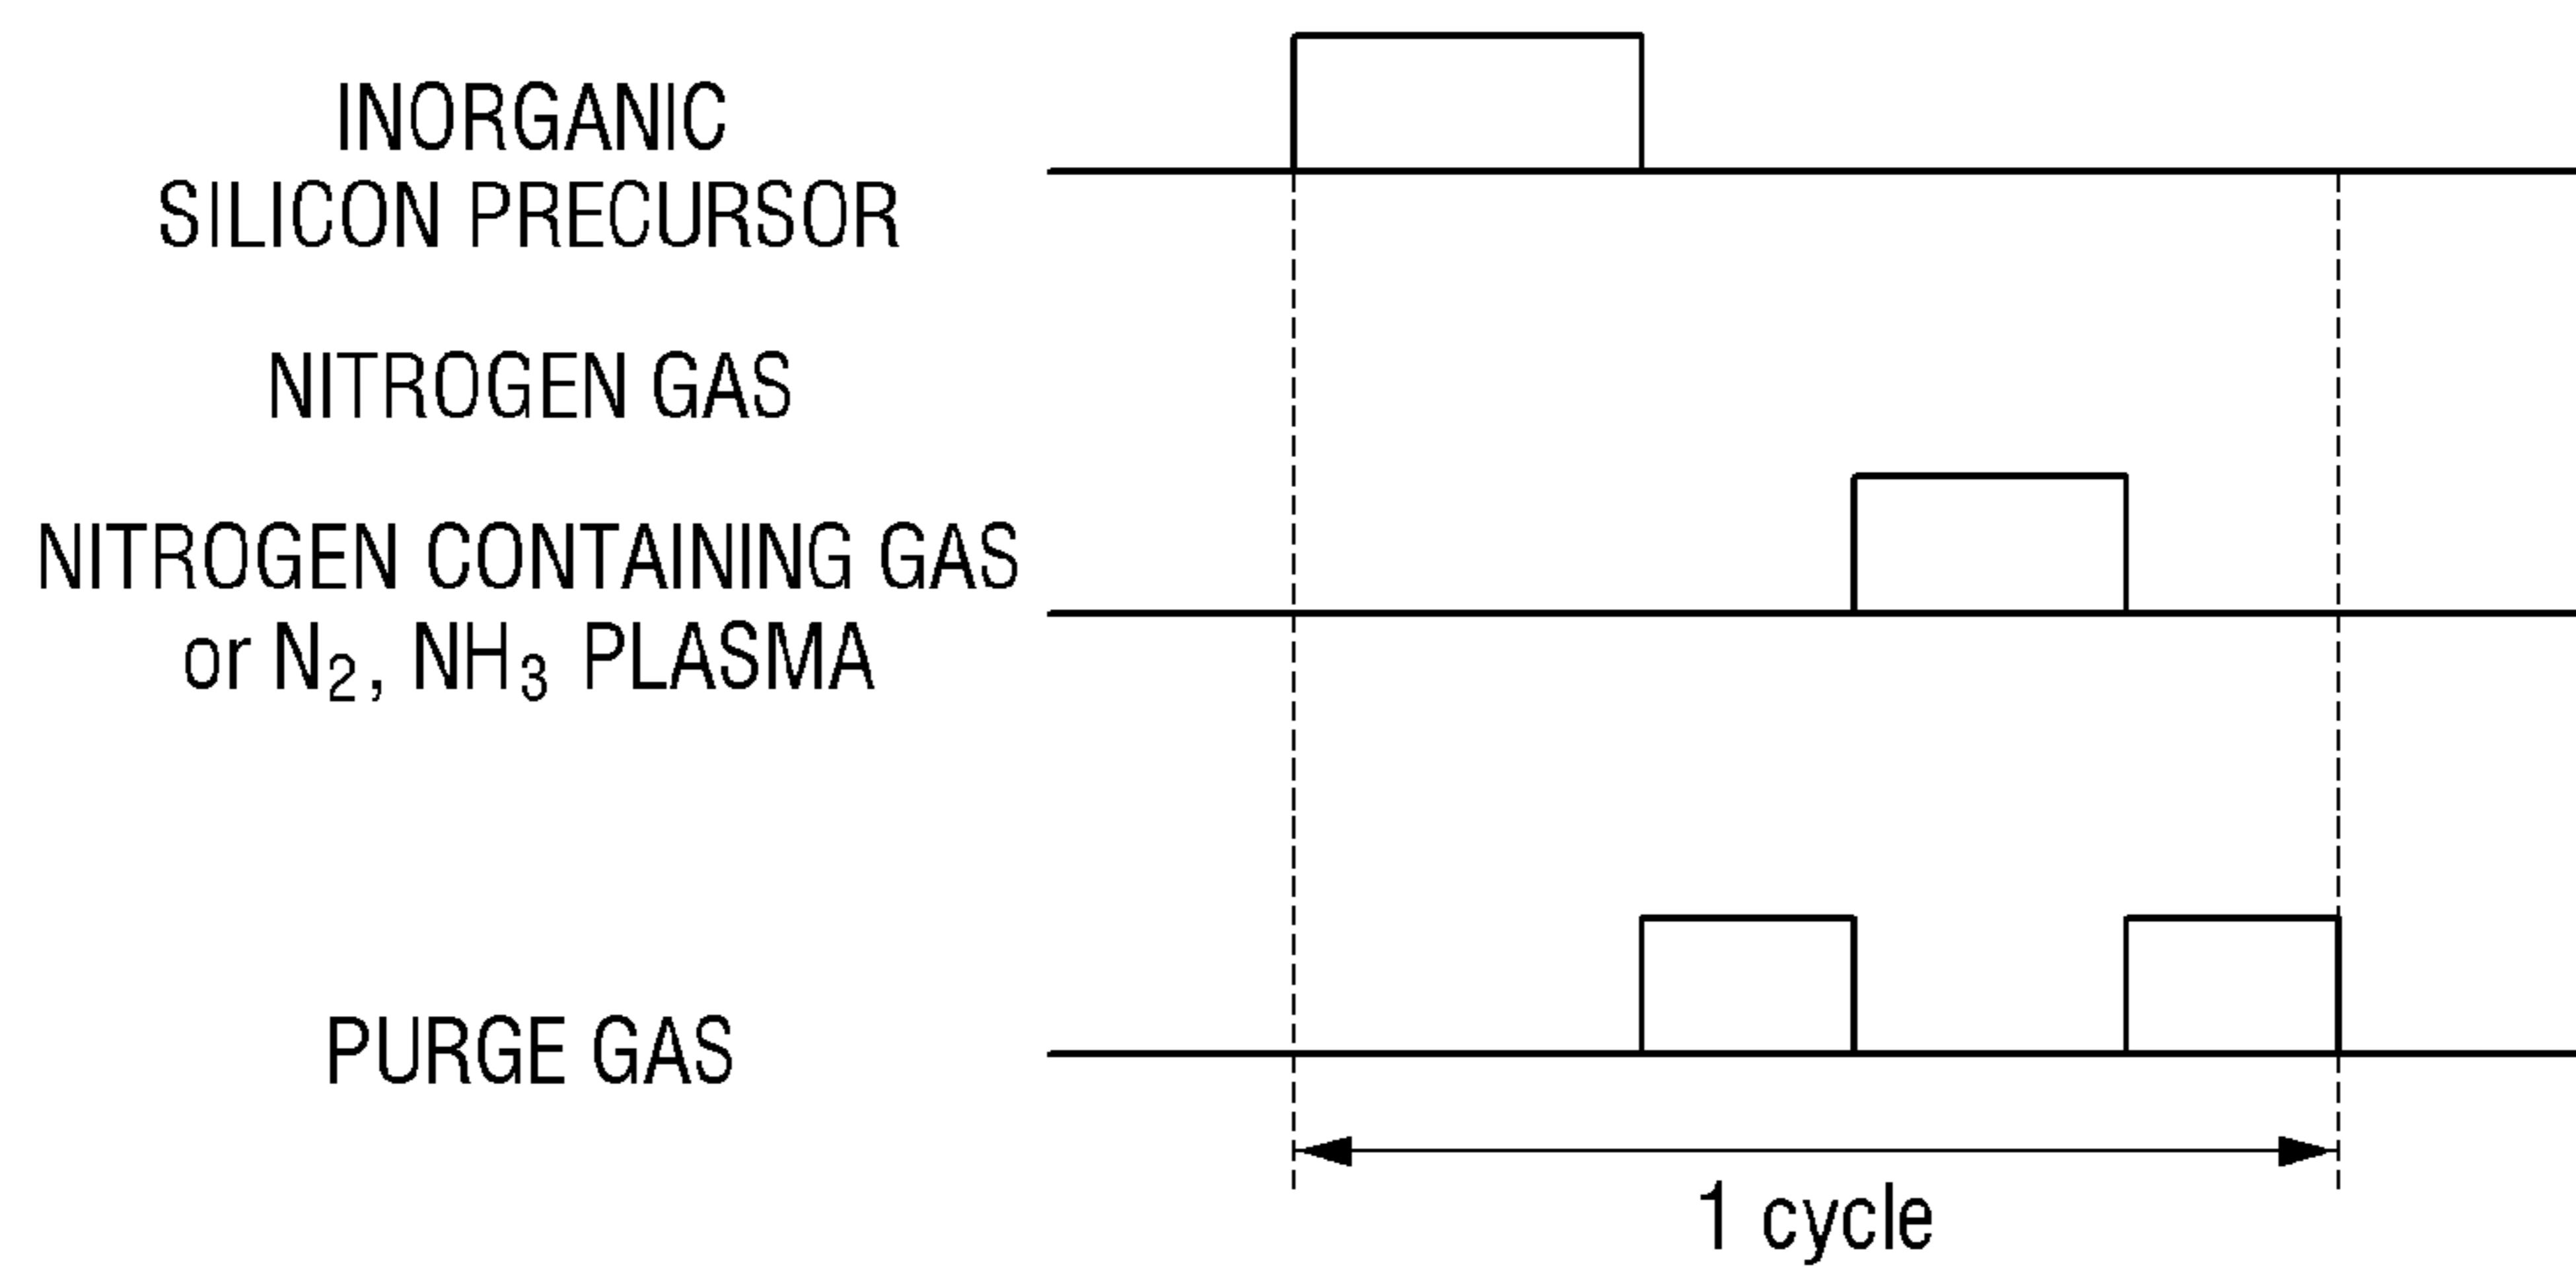 INORGANIC
SILICON PRECURSOR
NITROGEN GAS
NITROGEN CONTAINING GAS
or N₂, NH₃ PLASMA
PURGE GAS
1 cycle